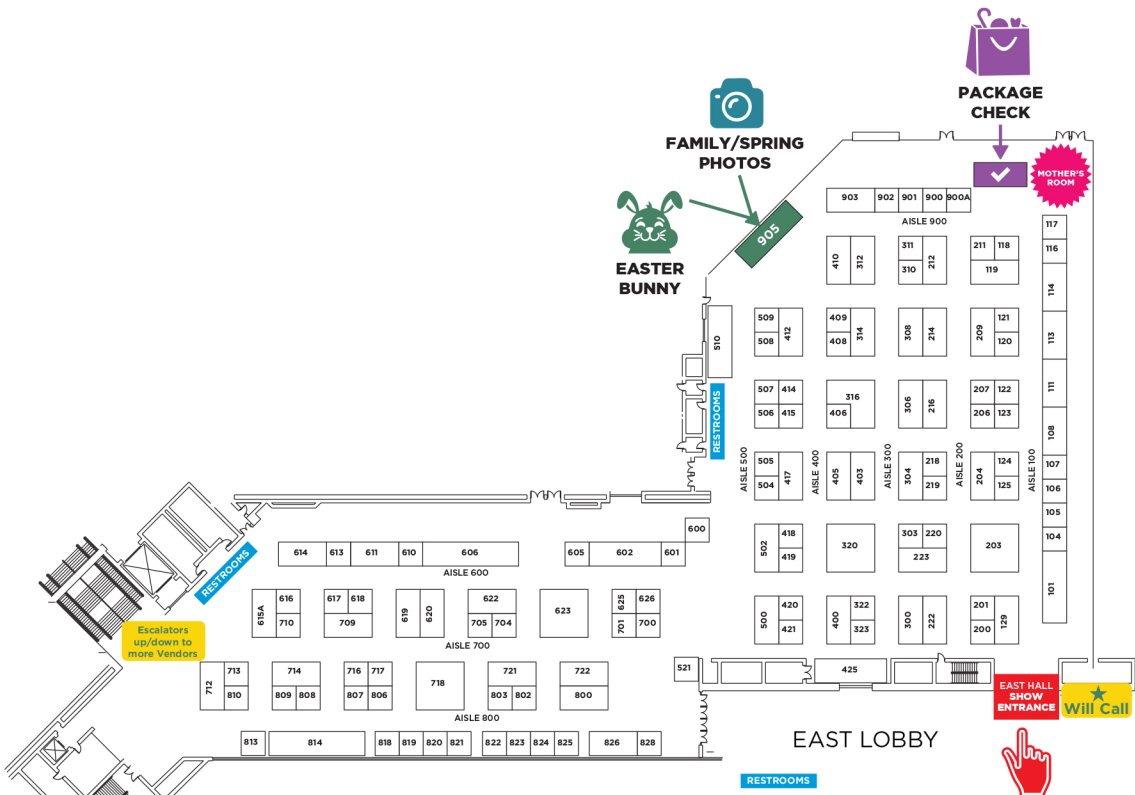 PACKAGE
CHECK
FAMILY/SPRING
PHOTOS
MOTHER'S
ROOM
EASTER
BUNNY
905
903 902 901 900 900A
AISLE 900
117
116
114
113
111
108
107
106
105
104
101
410 312 311 310 212 211 118 119
509 508 412 409 408 314 308 214 209 121 120
510
507 414 506 415 316 406 306 216 207 122 206 123
RESTROOMS
AISLE 500
AISLE 400
AISLE 300
AISLE 200
AISLE 100
505 504 417 405 403 304 218 219 204 124 125
502 418 419 320 303 220 223 203
500 420 421 400 322 323 300 222 201 200 129
600
614 613 611 610 606 605 602 601
AISLE 600
RESTROOMS
615A 616 710 617 618 709 619 620 622 705 704 623 625 626 701 700
Escalators
up/down to
more Vendors
AISLE 700
712 713 810 714 809 808 716 717 807 806 718 721 803 802 722 800
AISLE 800
813 814 818 819 820 821 822 823 824 825 826 828
521
425
EAST HALL
SHOW
ENTRANCE
Will Call
EAST LOBBY
RESTROOMS